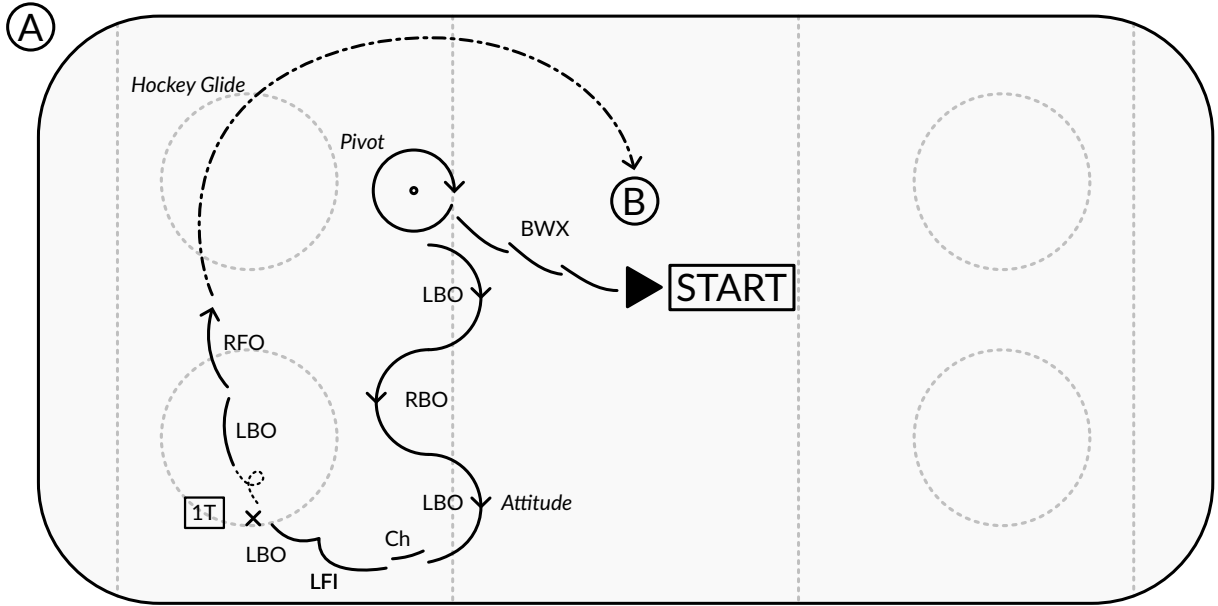 A
Hockey Glide
Pivot
B
BWX
START
LBO
RFO
RBO
LBO
LBO
Attitude
1T
Ch
LBO
LFI